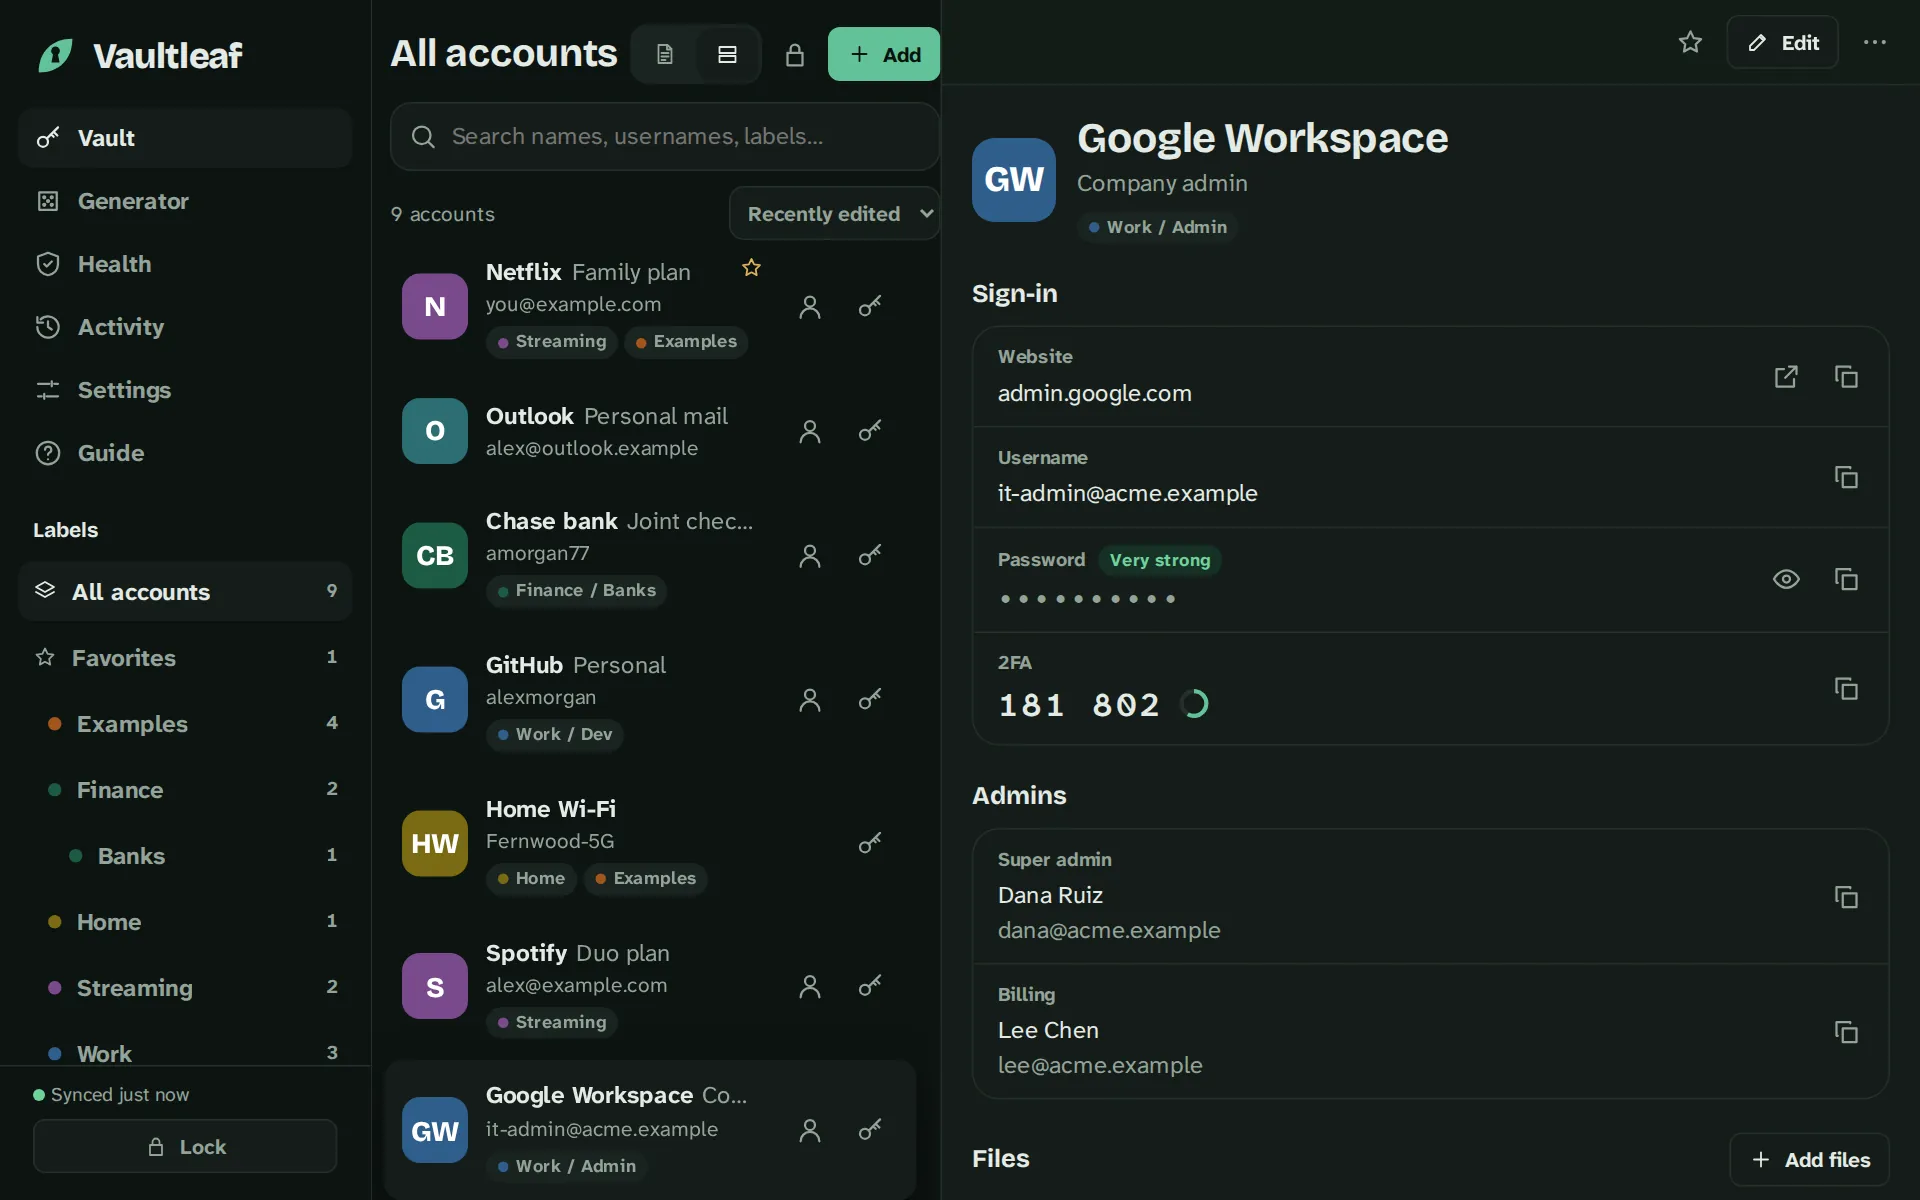 Vaultleaf
Vault
Generator
Health
Activity
Settings
Guide
Labels
All accounts 9
Favorites 1
Examples 4
Finance 2
Banks 1
Home 1
Streaming 2
Work 3
Synced just now
Lock
All accounts
Add
Search names, usernames, labels...
9 accounts
Recently edited
N
Netflix Family plan
you@example.com
Streaming Examples
O
Outlook Personal mail
alex@outlook.example
CB
Chase bank Joint chec...
amorgan77
Finance / Banks
G
GitHub Personal
alexmorgan
Work / Dev
HW
Home Wi-Fi
Fernwood-5G
Home Examples
S
Spotify Duo plan
alex@example.com
Streaming
GW
Google Workspace Co...
it-admin@acme.example
Work / Admin
Edit
GW
Google Workspace
Company admin
Work / Admin
Sign-in
Website
admin.google.com
Username
it-admin@acme.example
Password Very strong
••••••••••
2FA
181 802
Admins
Super admin
Dana Ruiz
dana@acme.example
Billing
Lee Chen
lee@acme.example
Files
Add files